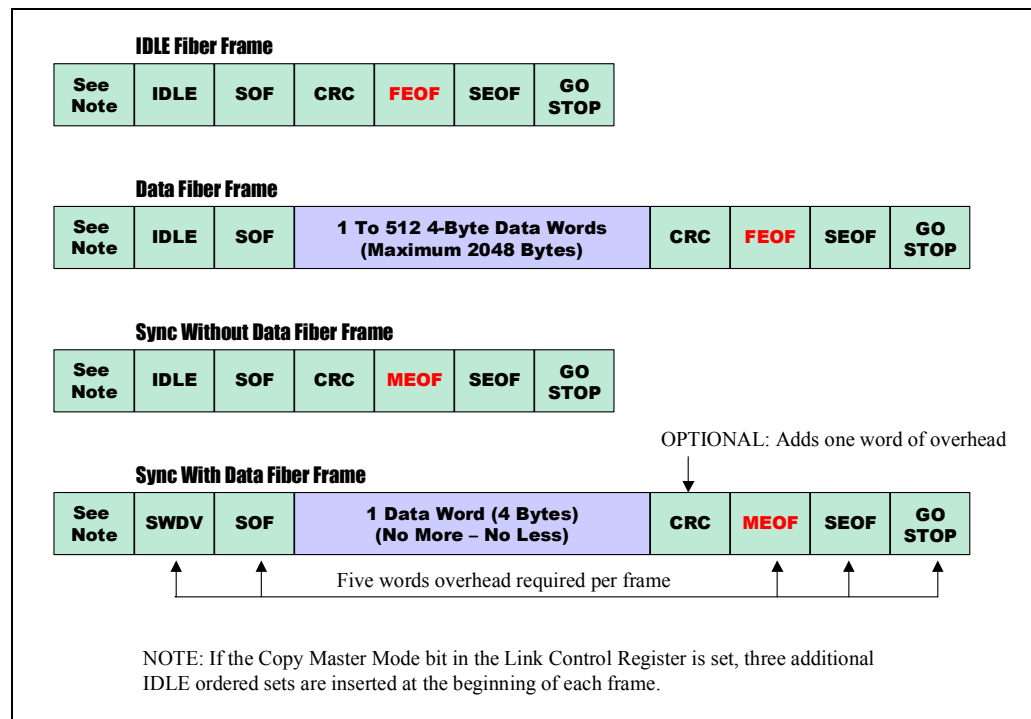 IDLE Fiber Frame
See Note IDLE SOF CRC FEOF SEOF GO STOP
Data Fiber Frame
See Note IDLE SOF 1 To 512 4-Byte Data Words (Maximum 2048 Bytes) CRC FEOF SEOF GO STOP
Sync Without Data Fiber Frame
See Note IDLE SOF CRC MEOF SEOF GO STOP
OPTIONAL: Adds one word of overhead
Sync With Data Fiber Frame
See Note SWDV SOF 1 Data Word (4 Bytes) (No More – No Less) CRC MEOF SEOF GO STOP
Five words overhead required per frame
NOTE: If the Copy Master Mode bit in the Link Control Register is set, three additional
IDLE ordered sets are inserted at the beginning of each frame.